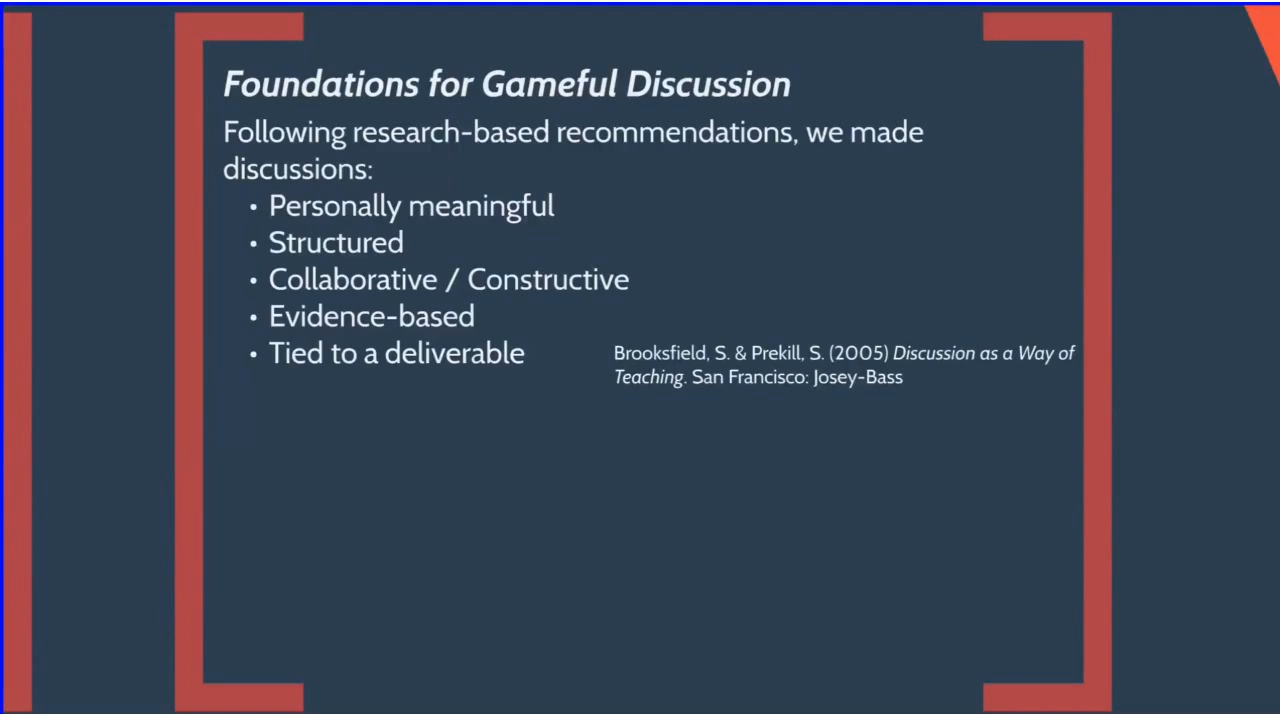 Foundations for Gameful Discussion
Following research-based recommendations, we made
discussions:
• Personally meaningful
• Structured
• Collaborative / Constructive
• Evidence-based
• Tied to a deliverable
Brooksfield, S. & Prekill, S. (2005) Discussion as a Way of
Teaching. San Francisco: Josey-Bass